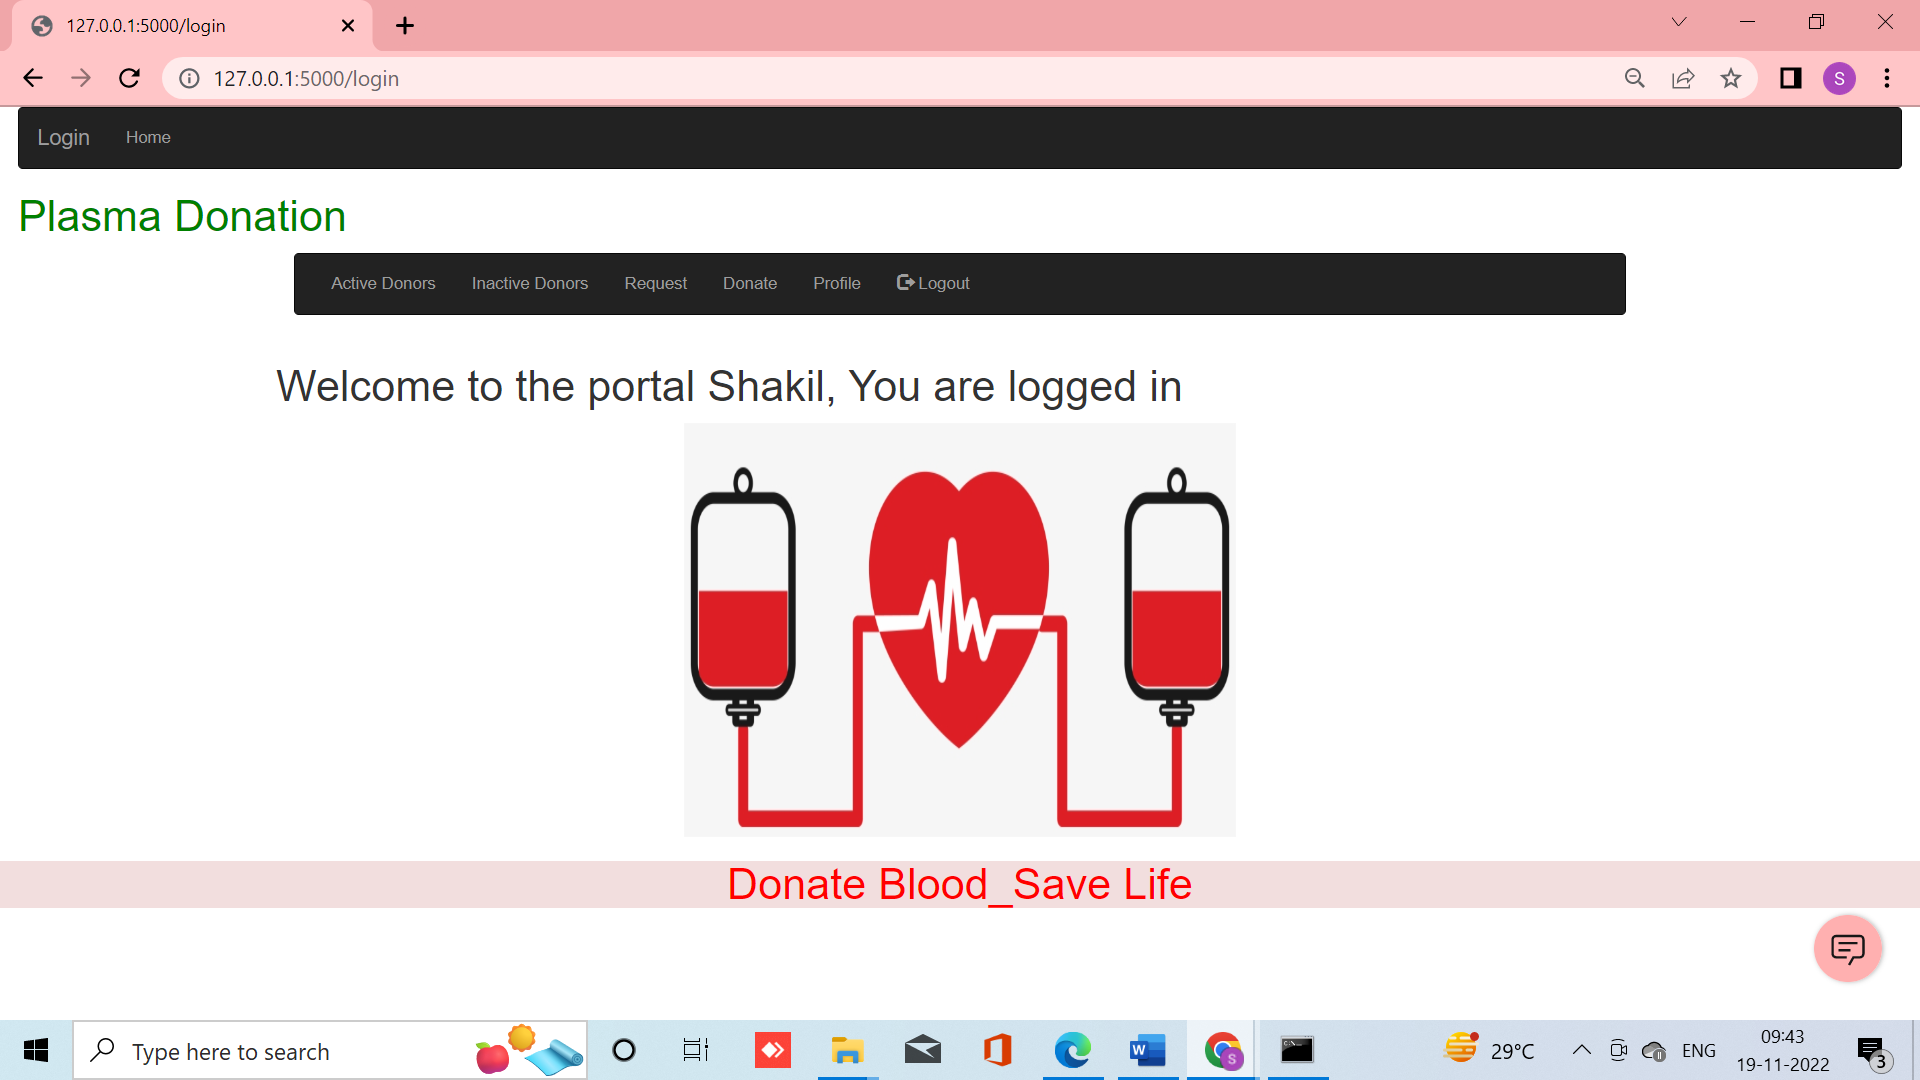 127.0.0.1:5000/login
127.0.0.1:5000/login
S
Login Home
Plasma Donation
Active Donors Inactive Donors Request Donate Profile Logout
Welcome to the portal Shakil, You are logged in
Donate Blood_Save Life
Type here to search
W
S
29°C
ENG
09:43
19-11-2022
3